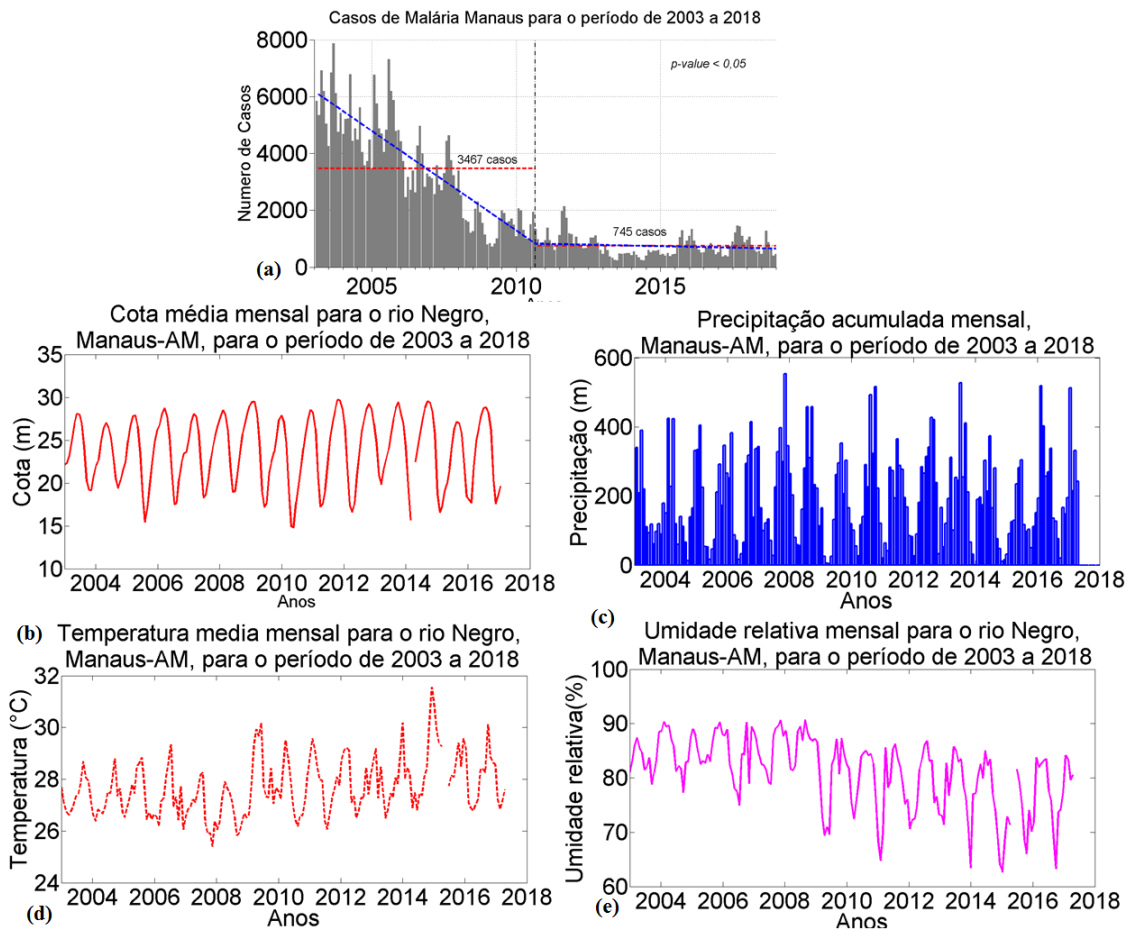 Casos de Malária Manaus para o período de 2003 a 2018
8000
6000
4000
2000
0
Numero de Casos
p-value < 0,05
3467 casos
745 casos
2005
2010
2015
(a)
Cota média mensal para o rio Negro,
Manaus-AM, para o período de 2003 a 2018
35
30
25
20
15
10
Cota (m)
2004 2006 2008 2010 2012 2014 2016 2018
Anos
(b)
Precipitação acumulada mensal,
Manaus-AM, para o período de 2003 a 2018
600
400
200
0
Precipitação (m)
2004 2006 2008 2010 2012 2014 2016 2018
Anos
(c)
Temperatura media mensal para o rio Negro,
Manaus-AM, para o período de 2003 a 2018
32
30
28
26
24
Temperatura (°C)
2004 2006 2008 2010 2012 2014 2016 2018
Anos
(d)
Umidade relativa mensal para o rio Negro,
Manaus-AM, para o período de 2003 a 2018
100
90
80
70
60
Umidade relativa(%)
2004 2006 2008 2010 2012 2014 2016 2018
Anos
(e)